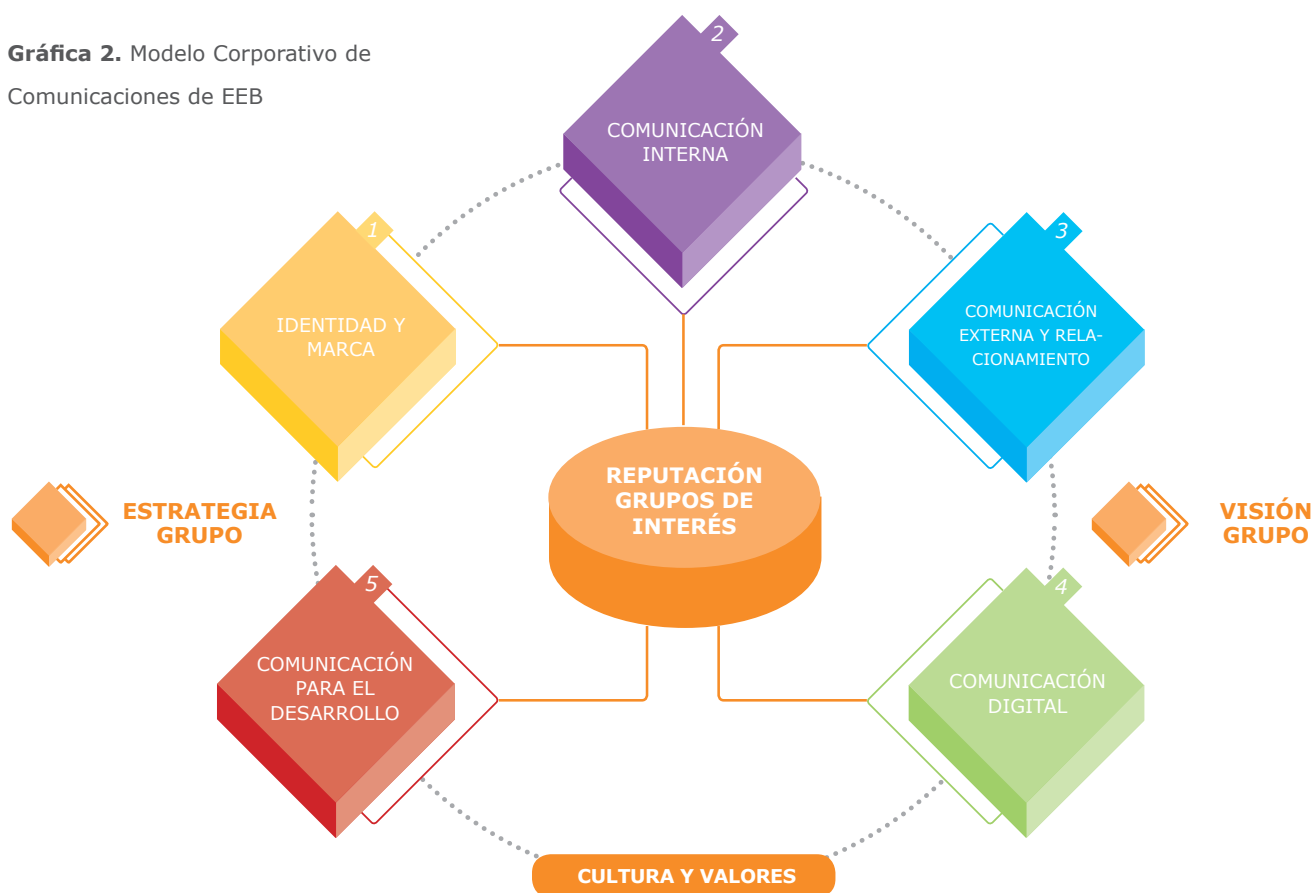 Gráfica 2. Modelo Corporativo de
Comunicaciones de EEB
2
COMUNICACIÓN
INTERNA
1
IDENTIDAD Y
MARCA
3
COMUNICACIÓN
EXTERNA Y RELA-
CIONAMIENTO
REPUTACIÓN
GRUPOS DE
INTERÉS
ESTRATEGIA
GRUPO
VISIÓN
GRUPO
5
COMUNICACIÓN
PARA EL
DESARROLLO
4
COMUNICACIÓN
DIGITAL
CULTURA Y VALORES